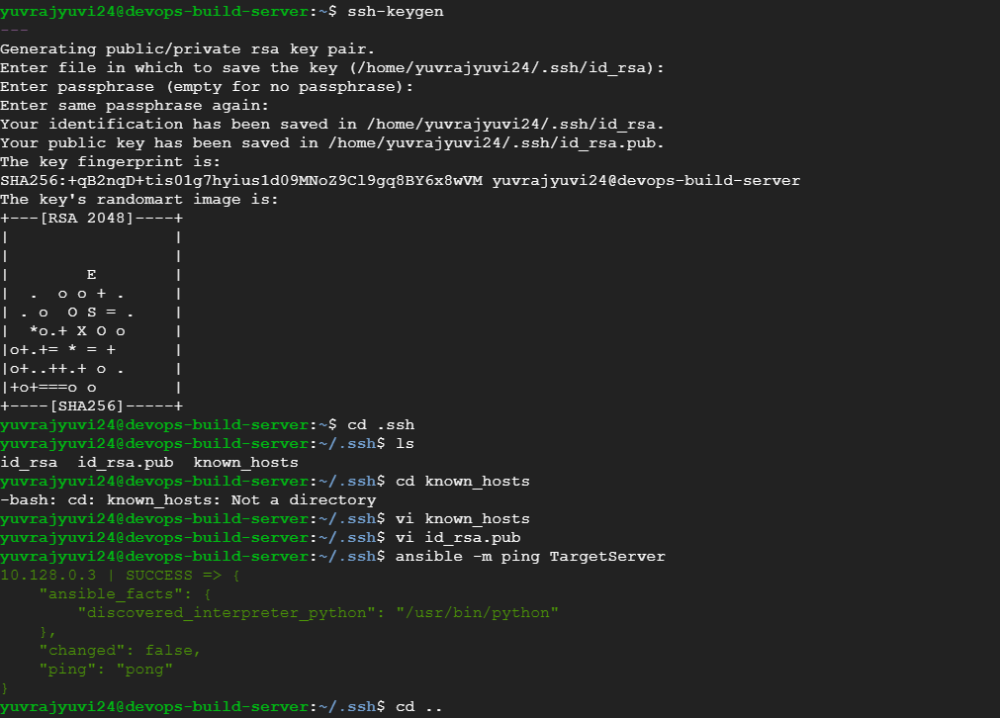 yuvrajyuvi24@devops-build-server:~$ ssh-keygen
---
Generating public/private rsa key pair.
Enter file in which to save the key (/home/yuvrajyuvi24/.ssh/id_rsa):
Enter passphrase (empty for no passphrase):
Enter same passphrase again:
Your identification has been saved in /home/yuvrajyuvi24/.ssh/id_rsa.
Your public key has been saved in /home/yuvrajyuvi24/.ssh/id_rsa.pub.
The key fingerprint is:
SHA256:+qB2nqD+tis01g7hyius1d09MNoZ9Cl9gq8BY6x8wVM yuvrajyuvi24@devops-build-server
The key's randomart image is:
+---[RSA 2048]----+
|                 |
|                 |
|        E        |
|  .  o o + .     |
| . o  O S = .    |
|  *o.+ X O o     |
|o+.+= * = +      |
|o+..++.+ o .     |
|+o+===o o        |
+----[SHA256]-----+
yuvrajyuvi24@devops-build-server:~$ cd .ssh
yuvrajyuvi24@devops-build-server:~/.ssh$ ls
id_rsa  id_rsa.pub  known_hosts
yuvrajyuvi24@devops-build-server:~/.ssh$ cd known_hosts
-bash: cd: known_hosts: Not a directory
yuvrajyuvi24@devops-build-server:~/.ssh$ vi known_hosts
yuvrajyuvi24@devops-build-server:~/.ssh$ vi id_rsa.pub
yuvrajyuvi24@devops-build-server:~/.ssh$ ansible -m ping TargetServer
10.128.0.3 | SUCCESS => {
    "ansible_facts": {
        "discovered_interpreter_python": "/usr/bin/python"
    },
    "changed": false,
    "ping": "pong"
}
yuvrajyuvi24@devops-build-server:~/.ssh$ cd ..